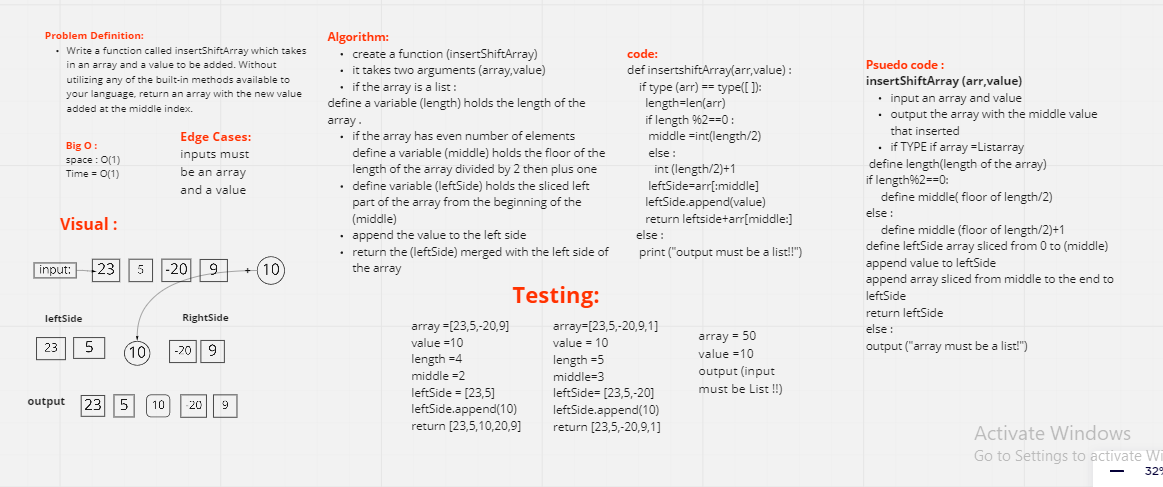 Problem Definition:
• Write a function called insertShiftArray which takes
in an array and a value to be added. Without
utilizing any of the built-in methods available to
your language, return an array with the new value
added at the middle index.
Big O :
space : O(1)
Time = O(1)
Edge Cases:
inputs must
be an array
and a value
Visual :
input:
23 5 -20 9 + 10
leftSide
RightSide
23 5 10 -20 9
output
23 5 10 -20 9
Algorithm:
• create a function (insertShiftArray)
• it takes two arguments (array,value)
• if the array is a list :
define a variable (length) holds the length of the
array .
• if the array has even number of elements
define a variable (middle) holds the floor of the
length of the array divided by 2 then plus one
• define variable (leftSide) holds the sliced left
part of the array from the beginning of the
(middle)
• append the value to the left side
• return the (leftSide) merged with the left side of
the array
code:
def insertshiftArray(arr,value) :
if type (arr) == type([ ]):
length=len(arr)
if length %2==0 :
middle =int(length/2)
else :
int (length/2)+1
leftSide=arr[:middle]
leftSide.append(value)
return leftside+arr[middle:]
else :
print ("output must be a list!!")
Psuedo code :
insertShiftArray (arr,value)
• input an array and value
• output the array with the middle value
that inserted
• if TYPE if array =Listarray
define length(length of the array)
if length%2==0:
define middle( floor of length/2)
else :
define middle (floor of length/2)+1
define leftSide array sliced from 0 to (middle)
append value to leftSide
append array sliced from middle to the end to
leftSide
return leftSide
else :
output ("array must be a list!")
Testing:
array =[23,5,-20,9]
value =10
length =4
middle =2
leftSide = [23,5]
leftSide.append(10)
return [23,5,10,20,9]
array=[23,5,-20,9,1]
value = 10
length =5
middle=3
leftSide= [23,5,-20]
leftSide.append(10)
return [23,5,-20,9,1]
array = 50
value =10
output (input
must be List !!)
Activate Windows
Go to Settings to activate Wi
32%